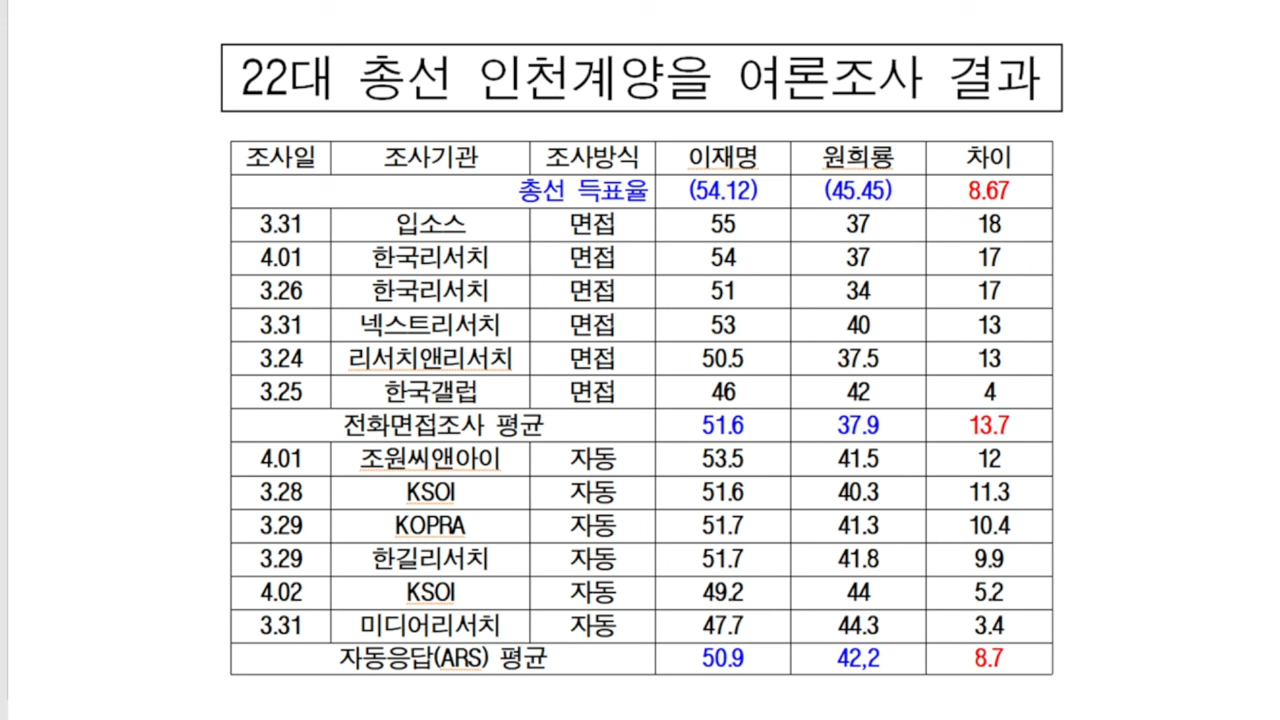 22대 총선 인천계양을 여론조사 결과
조사일 조사기관 조사방식 이재명 원희룡 차이
총선 득표율 (54.12) (45.45) 8.67
3.31 입소스 면접 55 37 18
4.01 한국리서치 면접 54 37 17
3.26 한국리서치 면접 51 34 17
3.31 넥스트리서치 면접 53 40 13
3.24 리서치앤리서치 면접 50.5 37.5 13
3.25 한국갤럽 면접 46 42 4
전화면접조사 평균 51.6 37.9 13.7
4.01 조원씨앤아이 자동 53.5 41.5 12
3.28 KSOI 자동 51.6 40.3 11.3
3.29 KOPRA 자동 51.7 41.3 10.4
3.29 한길리서치 자동 51.7 41.8 9.9
4.02 KSOI 자동 49.2 44 5.2
3.31 미디어리서치 자동 47.7 44.3 3.4
자동응답(ARS) 평균 50.9 42,2 8.7